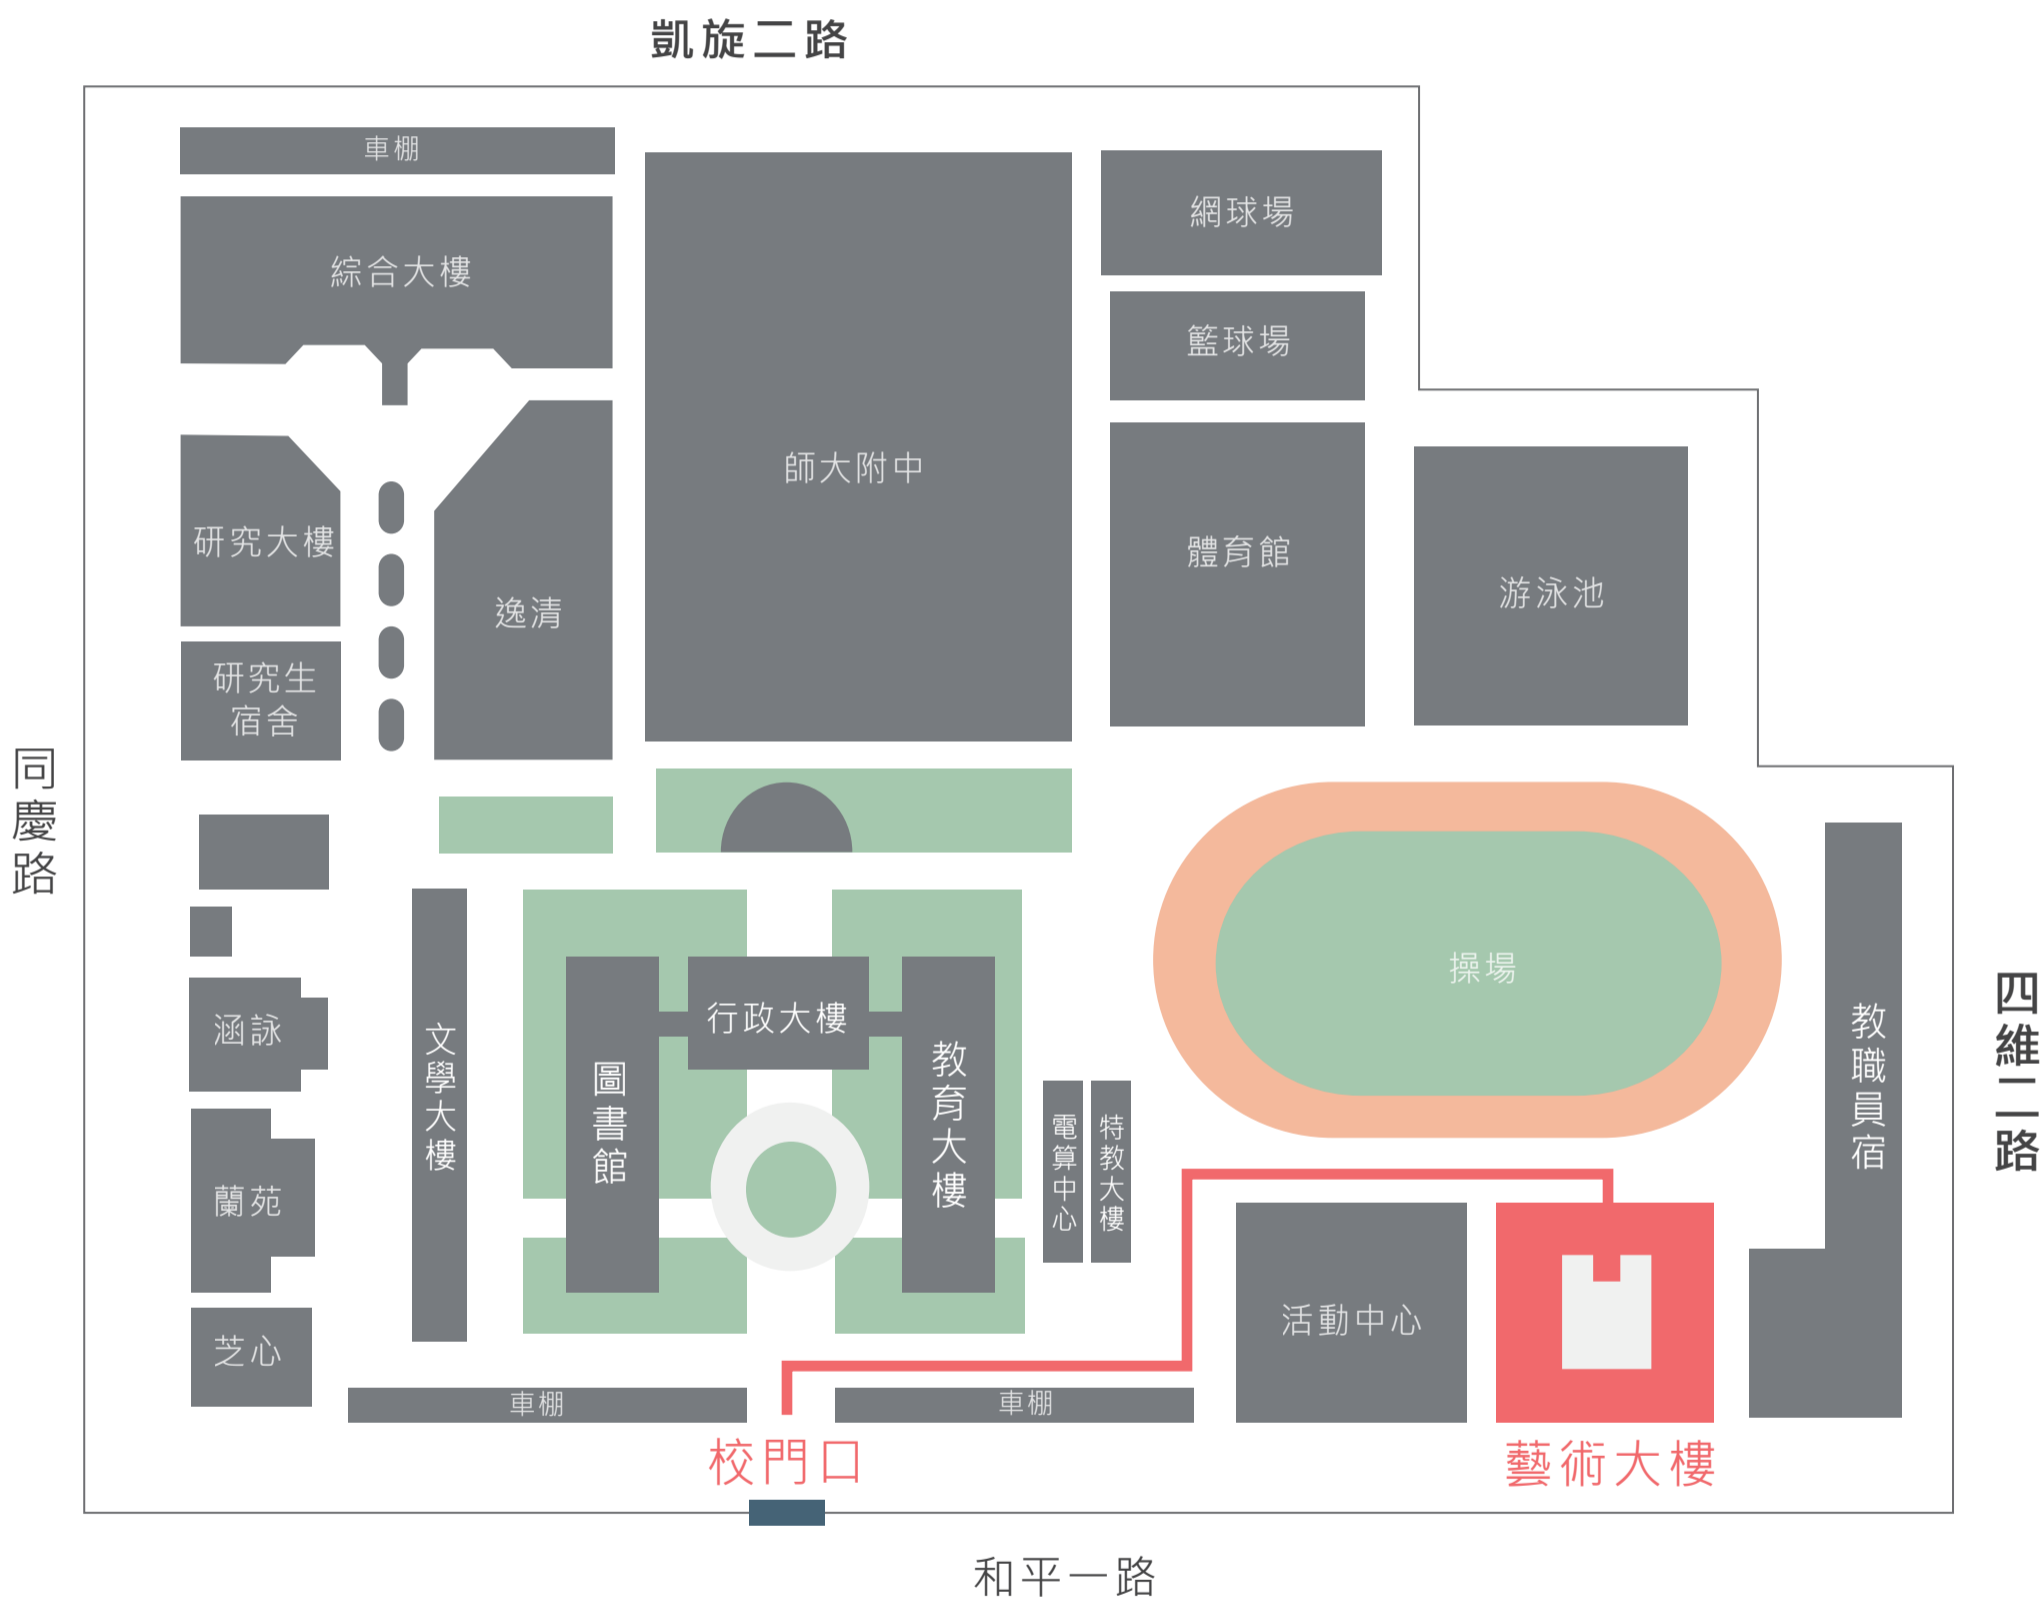 凱旋二路
車棚
綜合大樓
網球場
籃球場
師大附中
研究大樓
體育館
游泳池
逸清
研究生
宿舍
同慶路
操場
四維二路
教職員宿
涵詠
文學大樓
行政大樓
圖書館
教育大樓
電算中心
特教大樓
蘭苑
活動中心
芝心
車棚
車棚
校門口
藝術大樓
和平一路